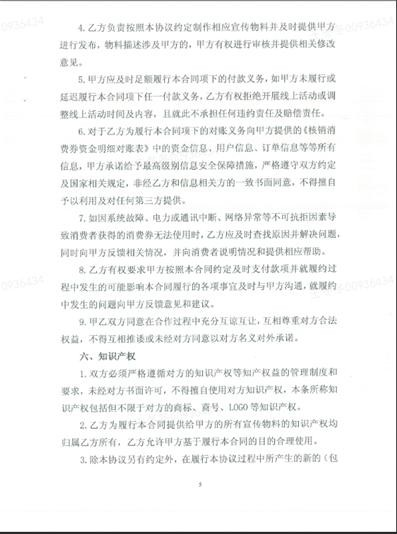 4.乙方负责按照本协议约定制作相应宣传物料并及时提供甲方
进行发布，物料描述涉及甲方的，甲方有权进行审核并提供相关修改
意见。
5.甲方应及时足额履行本合同项下的付款义务，如甲方未履行或
延迟履行本合同项下任一付款义务，乙方有权拒绝开展线上活动或调
整线上活动时间及内容，且就此不承担任何违约责任及赔偿责任。
6.对于乙方为履行本合同项下的对账义务向甲方提供的《核销消
费券资金明细对账表》中的资金信息、用户信息、订单信息等等所有
信息，甲方承诺给予最高级别信息安全保障措施，严格遵守双方约定
及国家相关规定，非经乙方和信息相关方的一致书面同意，不得擅自
予以利用及对任何第三方提供。
7.如因系统故障、电力或通讯中断、网络异常等不可抗拒因素导
致消费者获得的消费券无法使用时，乙方应及时查找原因并解决问题，
同时向甲方反馈相关情况，并向消费者说明情况和提供相应帮助。
8.乙方有权要求甲方按照本合同约定及时支付款项并就履约过
程中发生的可能影响本合同履行的各项事宜及时与甲方沟通，就履约
中发生的问题向甲方反馈意见和建议。
9.甲乙双方同意在合作过程中充分互谅互让，互相尊重对方合法
权益，不得互相推诿或未经对方同意以对方名义对外承诺。
六、知识产权
1.双方必须严格遵循对方的知识产权等知产权益的管理制度和
要求，未经对方书面许可，不得擅自使用对方知识产权，本条所称知
识产权包括但不限于对方的商标、商号、LOGO 等知识产权。
2.乙方为履行本合同提供给甲方的所有宣传物料的知识产权均
归属乙方所有，乙方允许甲方基于履行本合同的目的合理使用。
3.除本协议另有约定外，在履行本协议过程中所产生的新的（包
5